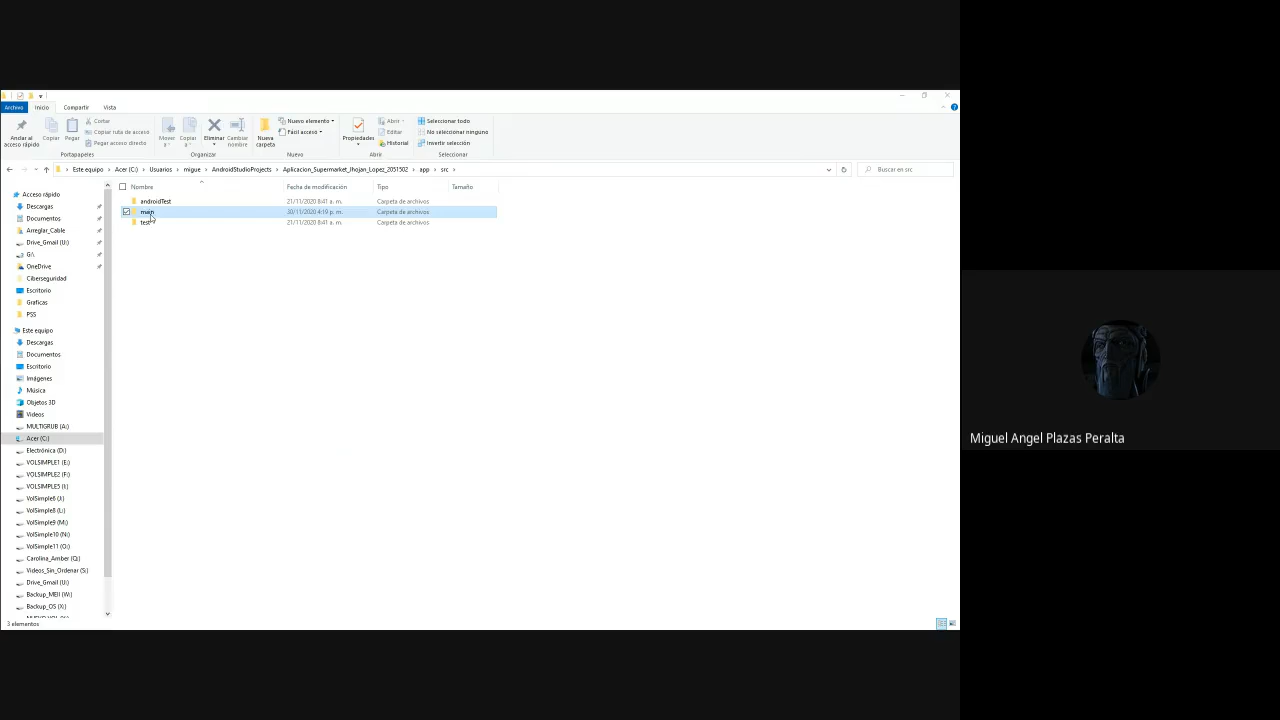 Archivo Inicio Compartir Vista
Anclar al acceso rápido
Copiar
Pegar
Cortar
Copiar ruta de acceso
Pegar acceso directo
Portapapeles
Mover a
Copiar a
Eliminar
Cambiar nombre
Organizar
Nueva carpeta
Nuevo elemento
Fácil acceso
Nuevo
Propiedades
Abrir
Editar
Historial
Abrir
Seleccionar todo
No seleccionar ninguno
Invertir selección
Seleccionar
Este equipo › Acer (C:) › Usuarios › migue › AndroidStudioProjects › Aplicacion_Supermarket_Jhojan_Lopez_2051502 › app › src ›
Buscar en src
Nombre Fecha de modificación Tipo Tamaño
androidTest 21/11/2020 8:41 a. m. Carpeta de archivos
main 30/11/2020 4:19 p. m. Carpeta de archivos
test 21/11/2020 8:41 a. m. Carpeta de archivos
Acceso rápido
Descargas
Documentos
Arreglar_Cable
Drive_Gmail (U:)
G:\
OneDrive
Ciberseguridad
Escritorio
Graficas
PSS
Este equipo
Descargas
Documentos
Escritorio
Imágenes
Música
Objetos 3D
Videos
MULTIGRUB (A:)
Acer (C:)
Electrónica (D:)
VOLSIMPLE1 (E:)
VOLSIMPLE2 (F:)
VOLSIMPLE5 (I:)
VolSimple6 (J:)
VolSimple8 (L:)
VolSimple9 (M:)
VolSimple10 (N:)
VolSimple11 (O:)
Carolina_Amber (Q:)
Videos_Sin_Ordenar (S:)
Drive_Gmail (U:)
Backup_MEII (W:)
Backup_OS (X:)
3 elementos
Miguel Angel Plazas Peralta